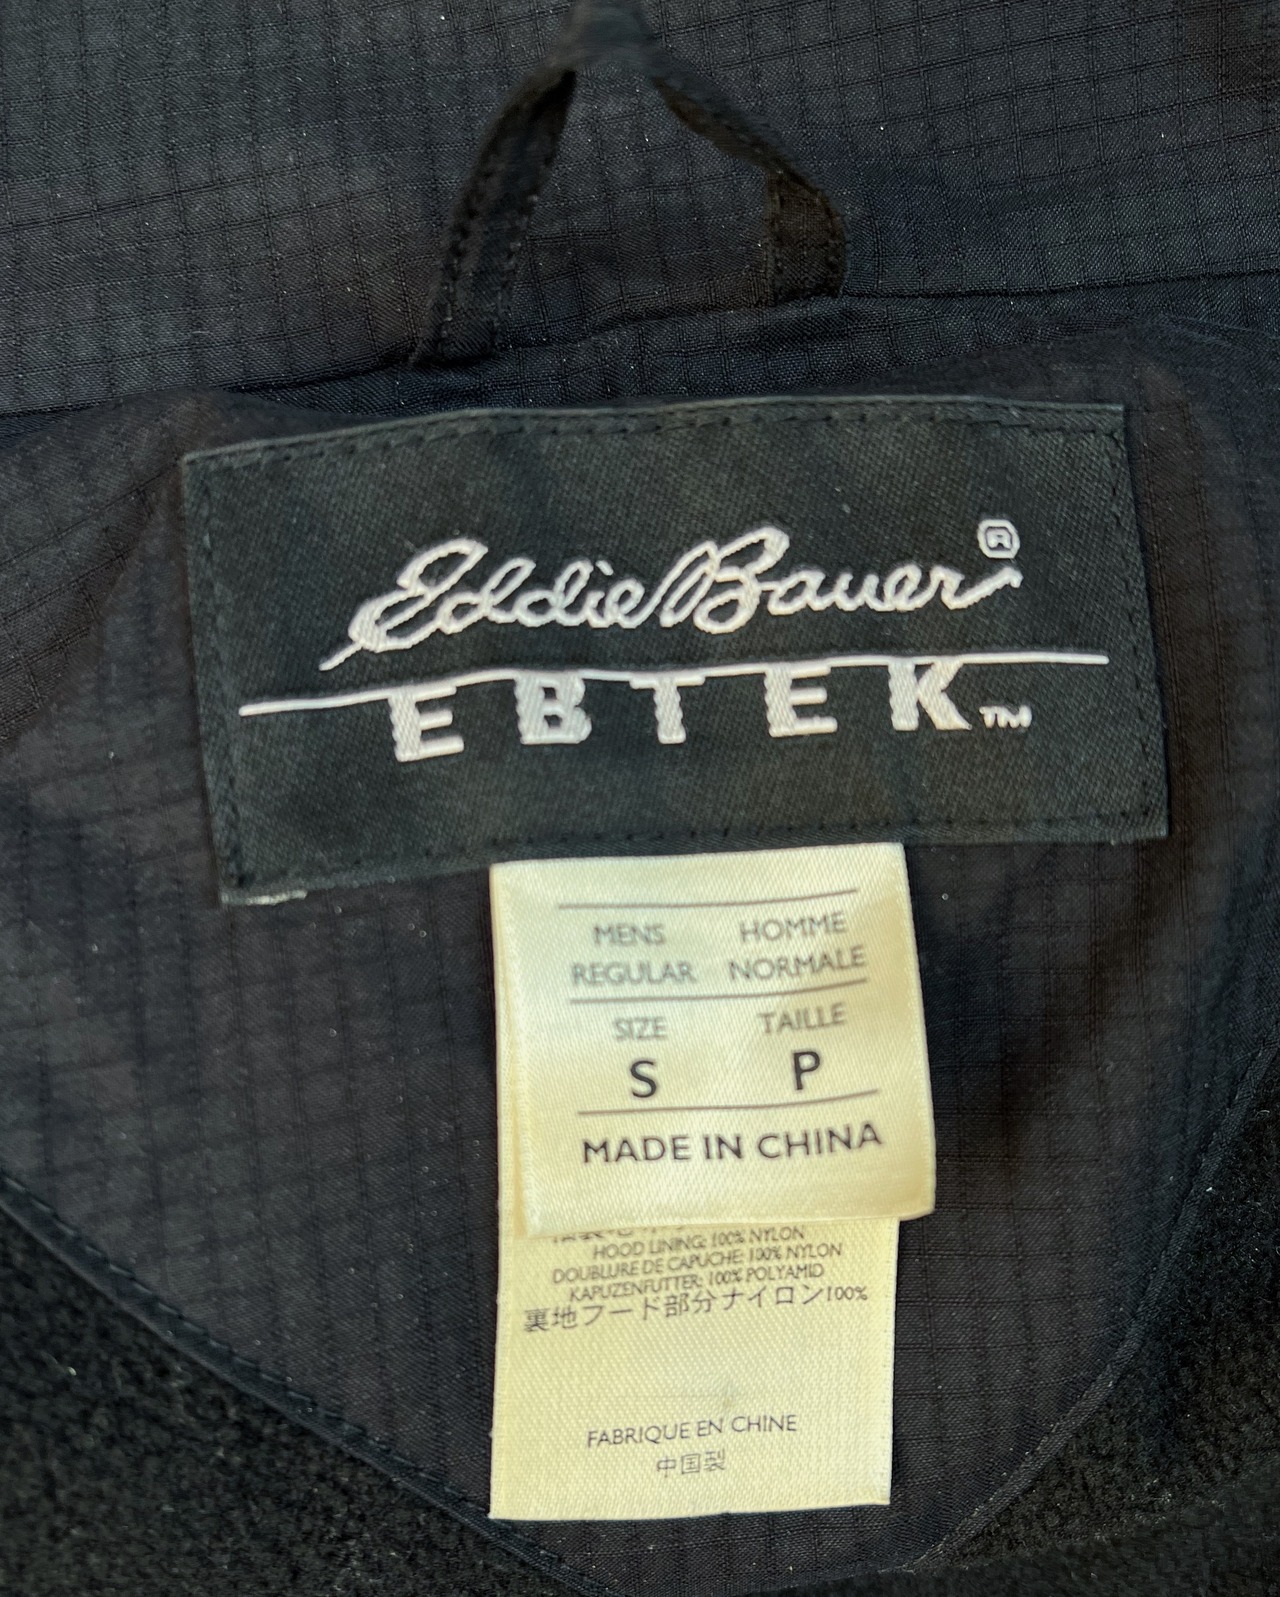 Eddie Bauer®
EBTEK™
MENS HOMME
REGULAR NORMALE
SIZE TAILLE
S P
MADE IN CHINA
HOOD LINING: 100% NYLON
DOUBLURE DE CAPUCHE: 100% NYLON
KAPUZENFUTTER: 100% POLYAMID
裏地フード部分ナイロン100%
FABRIQUE EN CHINE
中国製